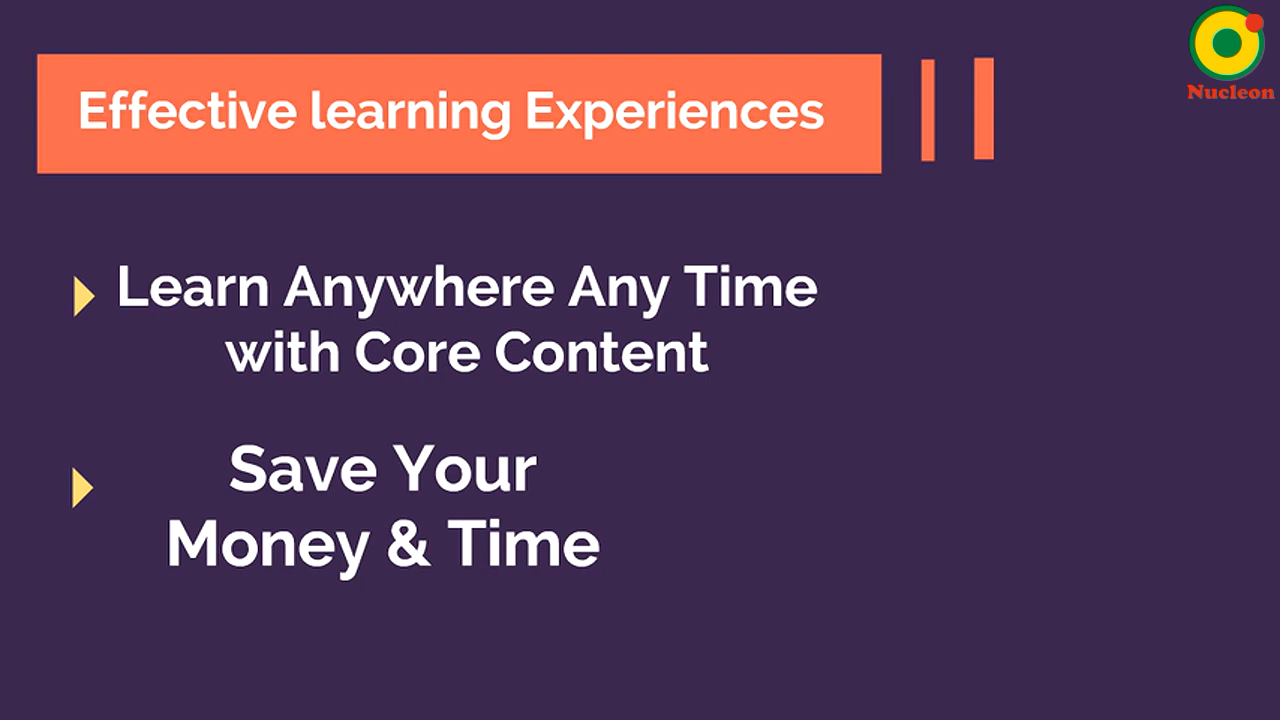 Effective learning Experiences
Nucleon
Learn Anywhere Any Time
with Core Content
Save Your
Money & Time